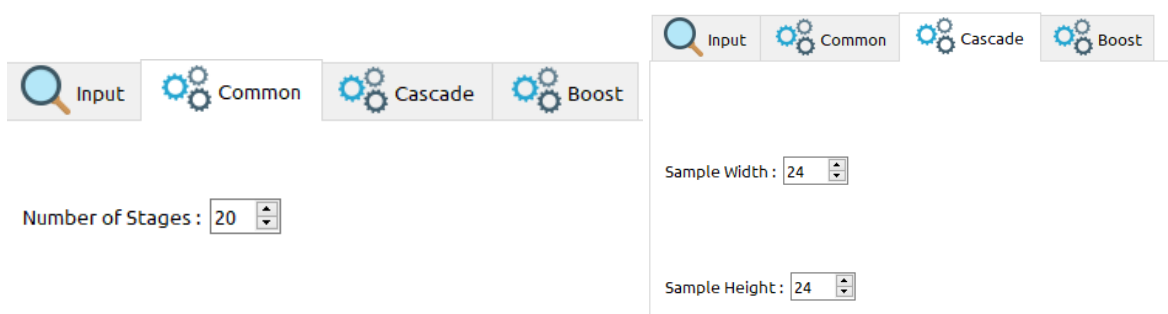 Input Common Cascade Boost
Number of Stages : 20
Input Common Cascade Boost
Sample Width : 24
Sample Height : 24